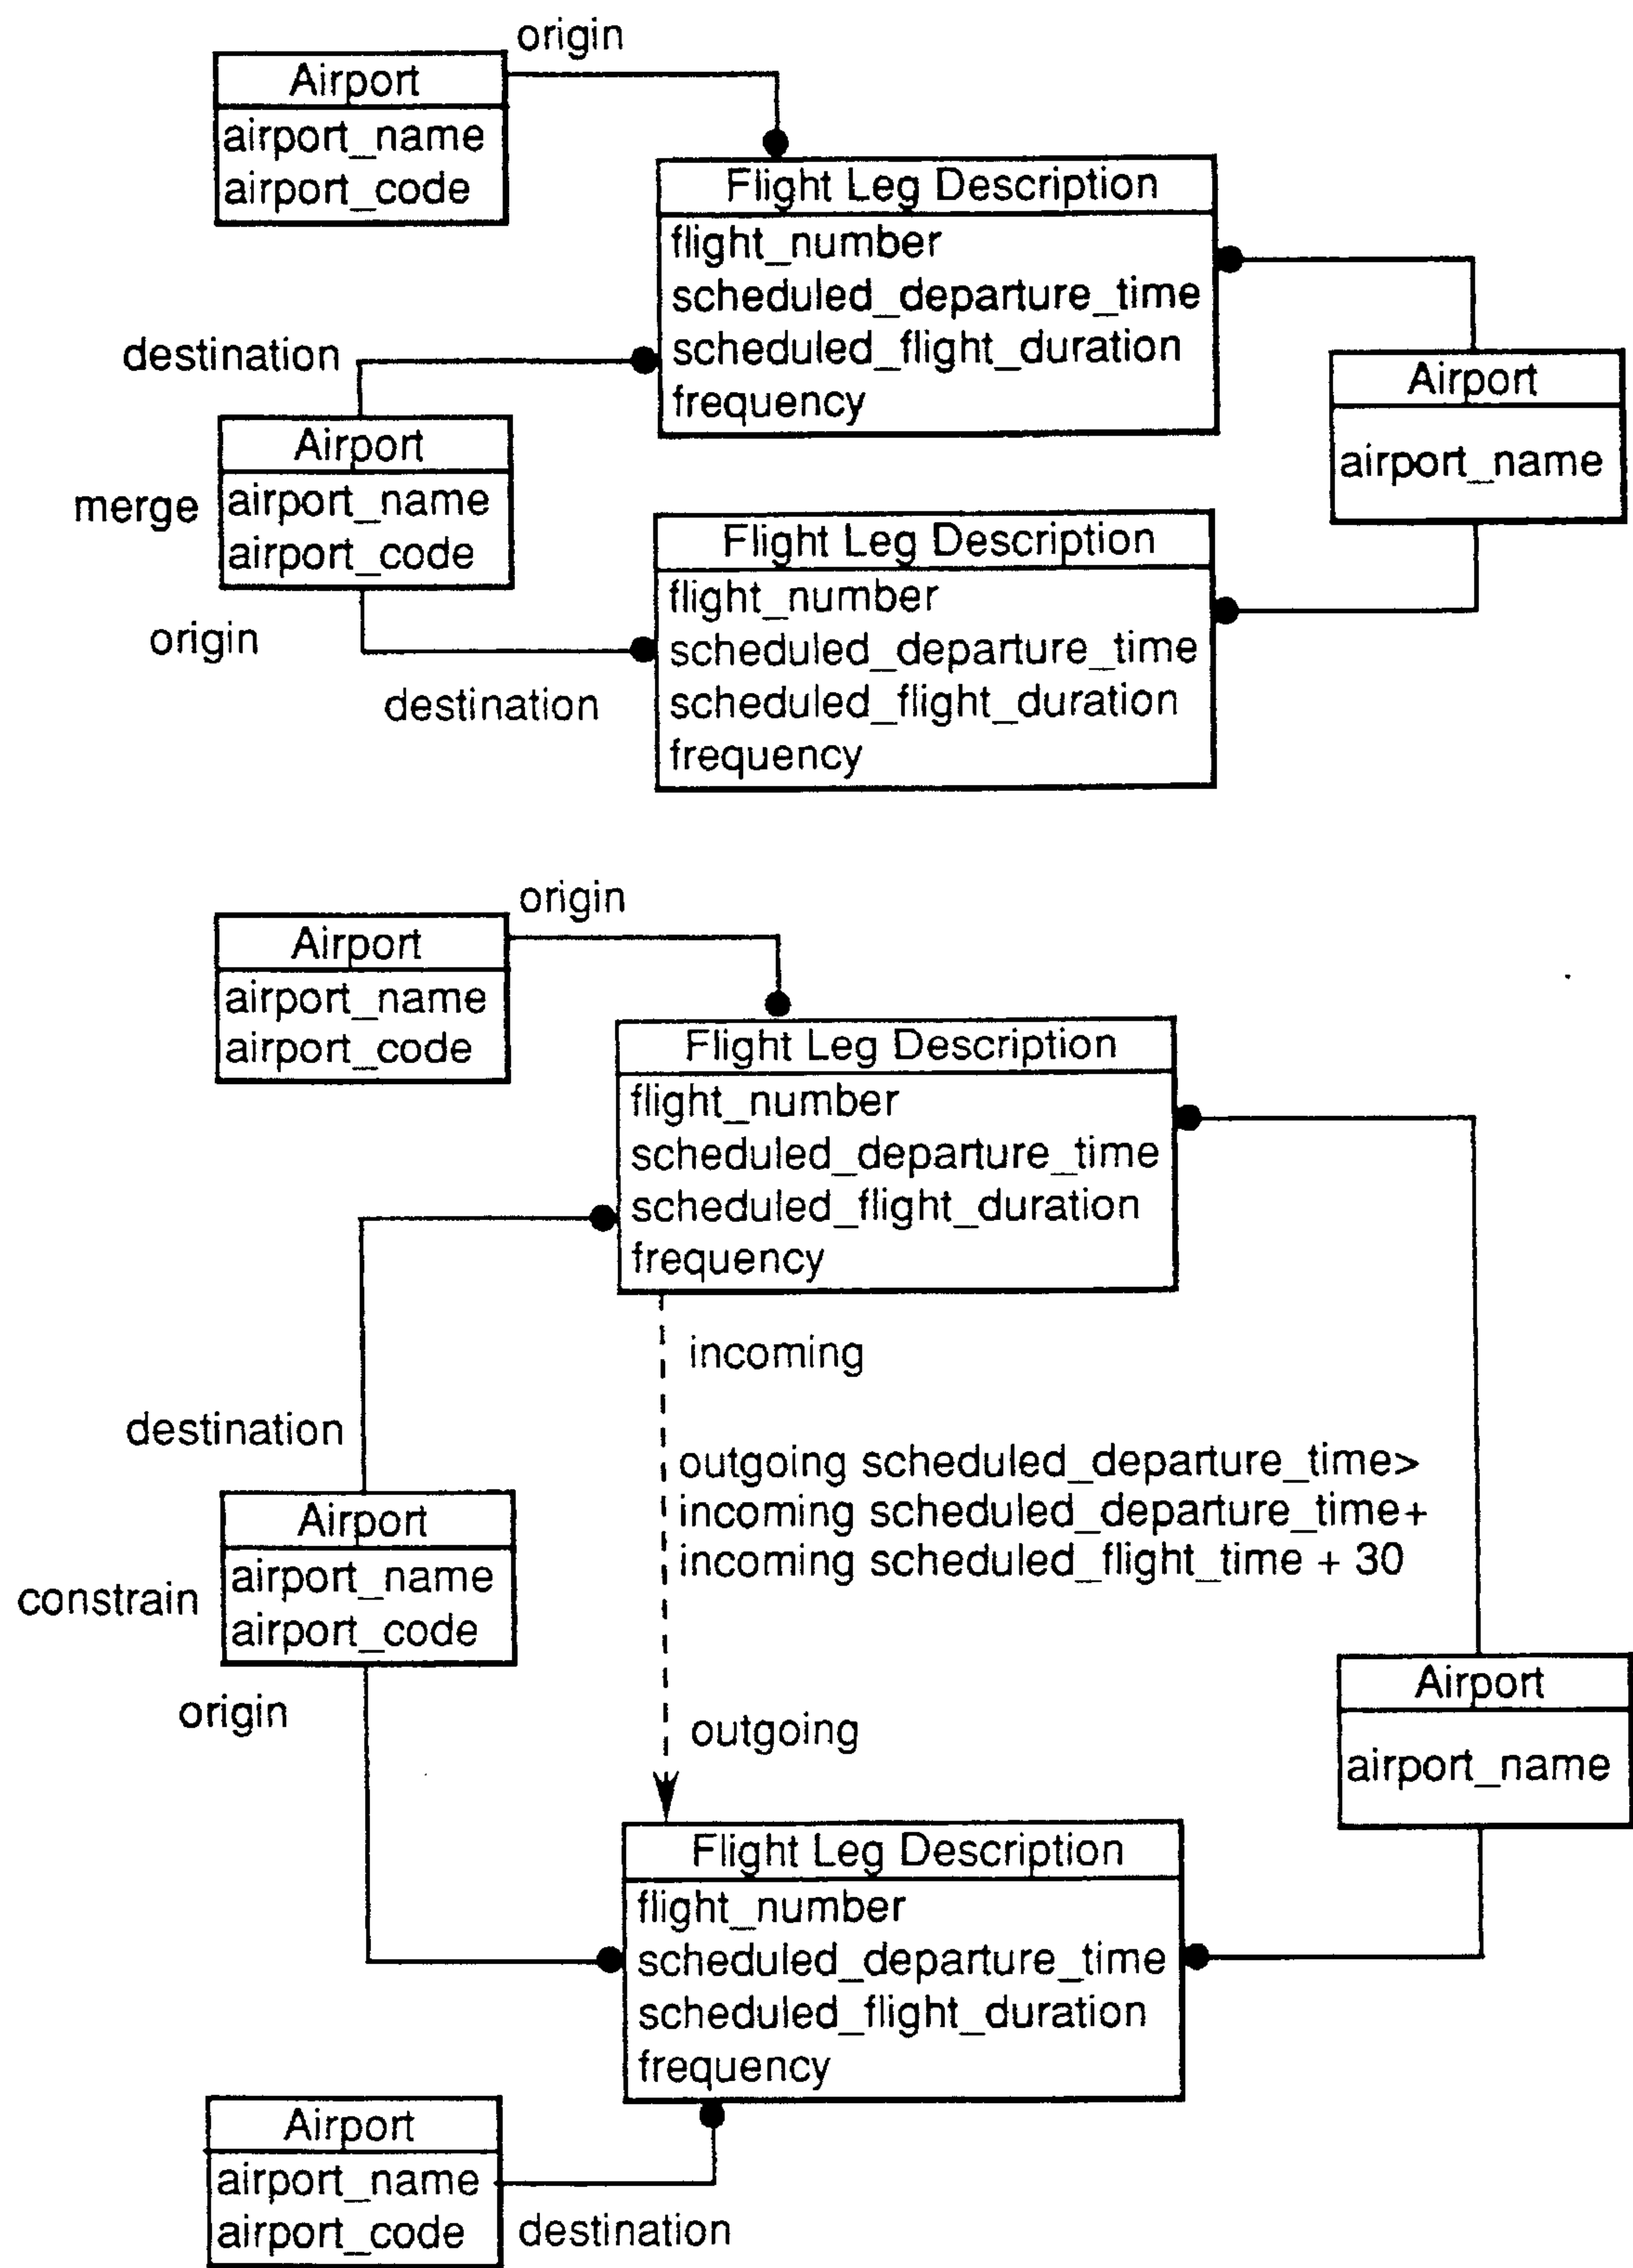 origin
Airport
airport_name
airport_code
Flight Leg Description
flight_number
scheduled_departure_time
scheduled_flight_duration
frequency
destination
Airport
airport_name
merge
Airport
airport_name
airport_code
origin
Flight Leg Description
flight_number
scheduled_departure_time
scheduled_flight_duration
frequency
destination
origin
Airport
airport_name
airport_code
Flight Leg Description
flight_number
scheduled_departure_time
scheduled_flight_duration
frequency
incoming
destination
outgoing scheduled_departure_time>
incoming scheduled_departure_time+
incoming scheduled_flight_time + 30
constrain
Airport
airport_name
airport_code
origin
outgoing
Airport
airport_name
Flight Leg Description
flight_number
scheduled_departure_time
scheduled_flight_duration
frequency
Airport
airport_name
airport_code
destination